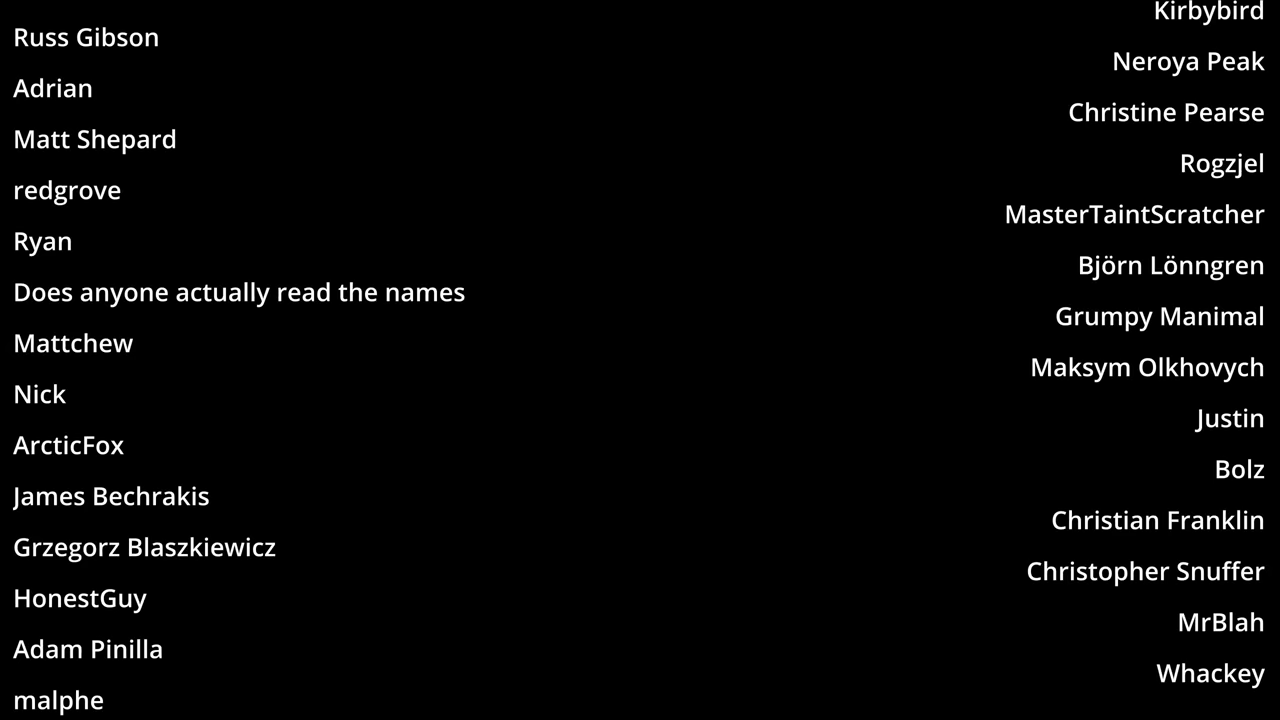 Russ Gibson
Adrian
Matt Shepard
redgrove
Ryan
Does anyone actually read the names
Mattchew
Nick
ArcticFox
James Bechrakis
Grzegorz Blaszkiewicz
HonestGuy
Adam Pinilla
malphe
Kirbybird
Neroya Peak
Christine Pearse
Rogzjel
MasterTaintScratcher
Björn Lönngren
Grumpy Manimal
Maksym Olkhovych
Justin
Bolz
Christian Franklin
Christopher Snuffer
MrBlah
Whackey